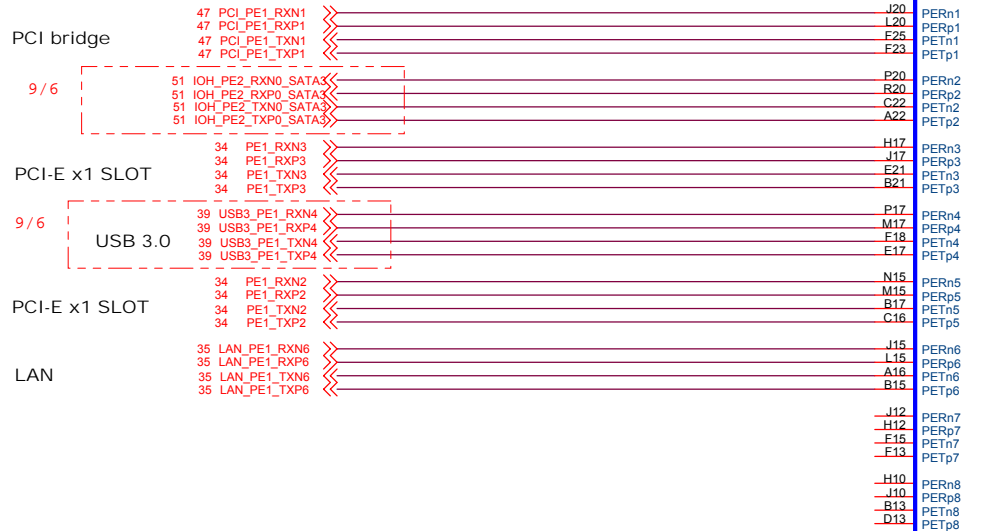 47 PCI_PE1_RXN1 J20 PERn1
47 PCI_PE1_RXP1 L20 PERp1
PCI bridge 47 PCI_PE1_TXN1 F25 PETn1
47 PCI_PE1_TXP1 F23 PETp1
51 IOH_PE2_RXN0_SATA3 P20 PERn2
9/6 51 IOH_PE2_RXP0_SATA3 R20 PERp2
51 IOH_PE2_TXN0_SATA3 C22 PETn2
51 IOH_PE2_TXP0_SATA3 A22 PETp2
34 PE1_RXN3 H17 PERn3
34 PE1_RXP3 J17 PERp3
PCI-E x1 SLOT 34 PE1_TXN3 E21 PETn3
34 PE1_TXP3 B21 PETp3
39 USB3_PE1_RXN4 P17 PERn4
9/6 39 USB3_PE1_RXP4 M17 PERp4
USB 3.0 39 USB3_PE1_TXN4 F18 PETn4
39 USB3_PE1_TXP4 E17 PETp4
34 PE1_RXN2 N15 PERn5
34 PE1_RXP2 M15 PERp5
PCI-E x1 SLOT 34 PE1_TXN2 B17 PETn5
34 PE1_TXP2 C16 PETp5
35 LAN_PE1_RXN6 J15 PERn6
35 LAN_PE1_RXP6 L15 PERp6
LAN 35 LAN_PE1_TXN6 A16 PETn6
35 LAN_PE1_TXP6 B15 PETp6
J12 PERn7
H12 PERp7
F15 PETn7
F13 PETp7
H10 PERn8
J10 PERp8
B13 PETn8
D13 PETp8